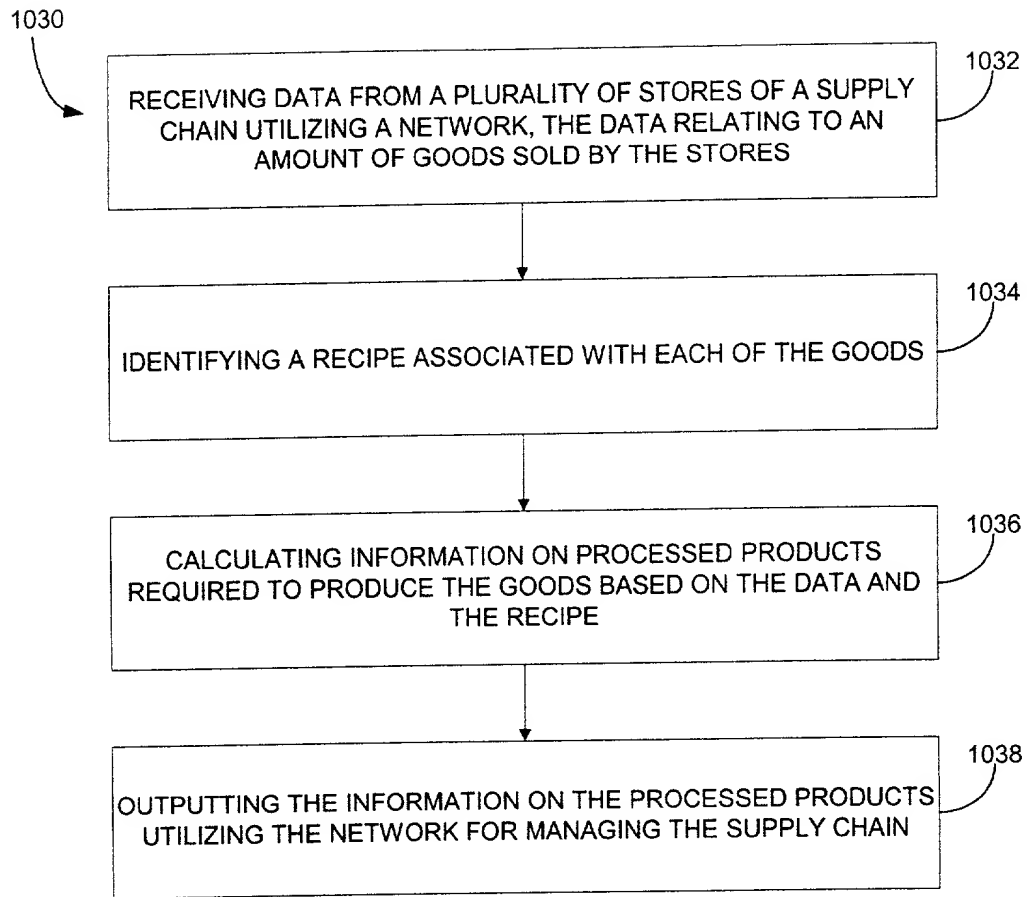 1030
1032
RECEIVING DATA FROM A PLURALITY OF STORES OF A SUPPLY
CHAIN UTILIZING A NETWORK, THE DATA RELATING TO AN
AMOUNT OF GOODS SOLD BY THE STORES
1034
IDENTIFYING A RECIPE ASSOCIATED WITH EACH OF THE GOODS
1036
CALCULATING INFORMATION ON PROCESSED PRODUCTS
REQUIRED TO PRODUCE THE GOODS BASED ON THE DATA AND
THE RECIPE
1038
OUTPUTTING THE INFORMATION ON THE PROCESSED PRODUCTS
UTILIZING THE NETWORK FOR MANAGING THE SUPPLY CHAIN